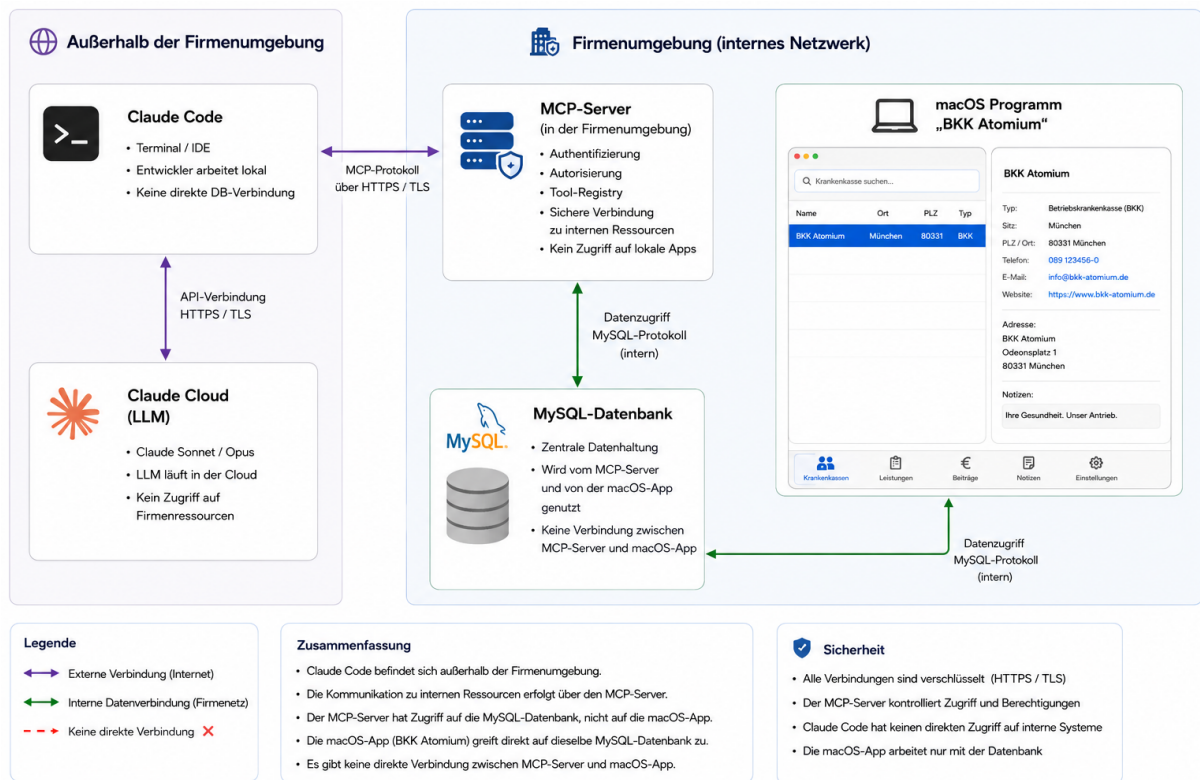 Außerhalb der Firmenumgebung
Claude Code
• Terminal / IDE
• Entwickler arbeitet lokal
• Keine direkte DB-Verbindung
API-Verbindung
HTTPS / TLS
Claude Cloud
(LLM)
• Claude Sonnet / Opus
• LLM läuft in der Cloud
• Kein Zugriff auf
Firmenressourcen
MCP-Protokoll
über HTTPS / TLS
Firmenumgebung (internes Netzwerk)
MCP-Server
(in der Firmenumgebung)
• Authentifizierung
• Autorisierung
• Tool-Registry
• Sichere Verbindung
zu internen Ressourcen
• Kein Zugriff auf lokale Apps
Datenzugriff
MySQL-Protokoll
(intern)
MySQL
MySQL-Datenbank
• Zentrale Datenhaltung
• Wird vom MCP-Server
und von der macOS-App
genutzt
• Keine Verbindung zwischen
MCP-Server und macOS-App
macOS Programm
„BKK Atomium“
Krankenkasse suchen...
Name Ort PLZ Typ
BKK Atomium München 80331 BKK
BKK Atomium
Typ: Betriebskrankenkasse (BKK)
Sitz: München
PLZ / Ort: 80331 München
Telefon: 089 123456-0
E-Mail: info@bkk-atomium.de
Website: https://www.bkk-atomium.de
Adresse:
BKK Atomium
Odeonsplatz 1
80331 München
Notizen:
Ihre Gesundheit. Unser Antrieb.
Krankenkassen Leistungen Beiträge Notizen Einstellungen
Datenzugriff
MySQL-Protokoll
(intern)
Legende
Externe Verbindung (Internet)
Interne Datenverbindung (Firmenetz)
Keine direkte Verbindung ❌
Zusammenfassung
• Claude Code befindet sich außerhalb der Firmenumgebung.
• Die Kommunikation zu internen Ressourcen erfolgt über den MCP-Server.
• Der MCP-Server hat Zugriff auf die MySQL-Datenbank, nicht auf die macOS-App.
• Die macOS-App (BKK Atomium) greift direkt auf dieselbe MySQL-Datenbank zu.
• Es gibt keine direkte Verbindung zwischen MCP-Server und macOS-App.
Sicherheit
• Alle Verbindungen sind verschlüsselt (HTTPS / TLS)
• Der MCP-Server kontrolliert Zugriff und Berechtigungen
• Claude Code hat keinen direkten Zugriff auf interne Systeme
• Die macOS-App arbeitet nur mit der Datenbank